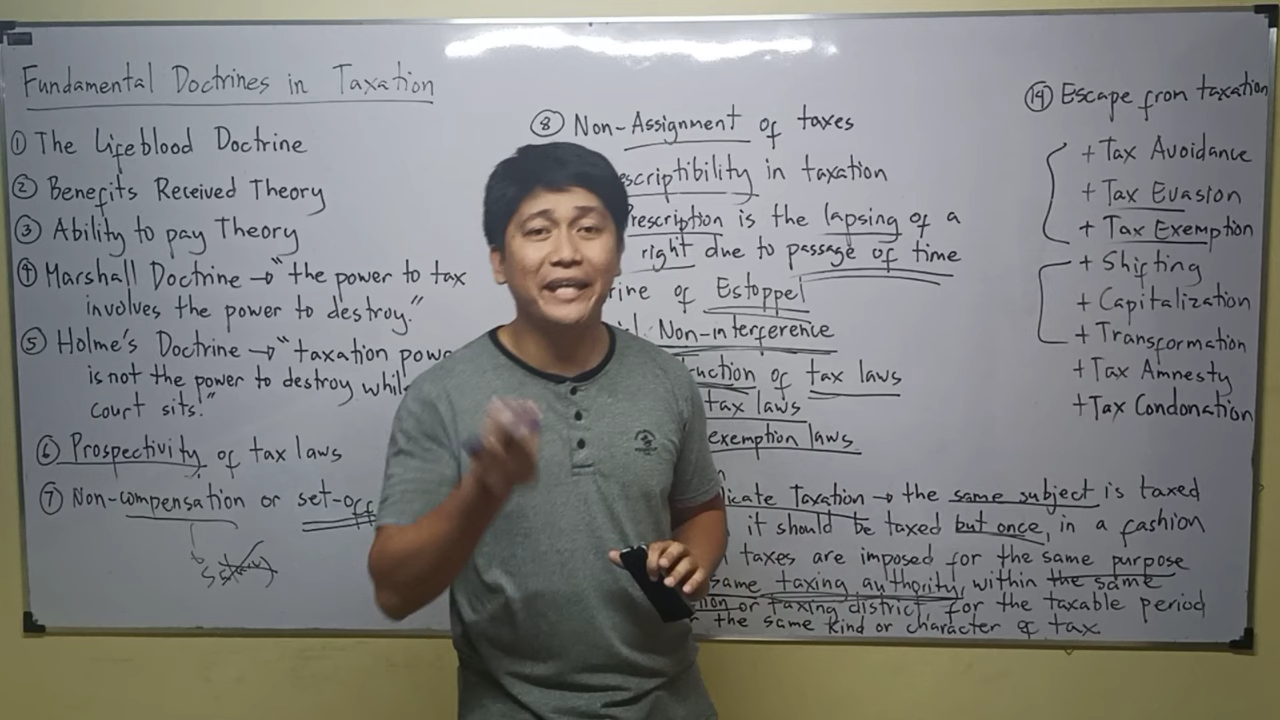 Fundamental Doctrines in Taxation
① The Lifeblood Doctrine
② Benefits Received Theory
③ Ability to pay Theory
④ Marshall Doctrine → "the power to tax
involves the power to destroy."
⑤ Holme's Doctrine → "taxation
is not the power to destroy
court sits."
⑥ Prospectivity of tax laws
⑦ Non-compensation or set-off
⑧ Non-Assignment of taxes
in taxation
Prescription is the lapsing of a
right due to passage of time
of Estoppel
Non-interference
of tax laws
tax laws
exemption laws.
Taxation → the same subject is taxed
it should be taxed but once, in a fashion
taxes are imposed for the same purpose
same taxing authority, within the same
or taxing district, for the taxable period
the same kind or character of tax
⑭ Escape from taxation
+ Tax Avoidance
+ Tax Evasion
+ Tax Exemption
+ Shifting
+ Capitalization
+ Transformation
+ Tax Amnesty
+ Tax Condonation